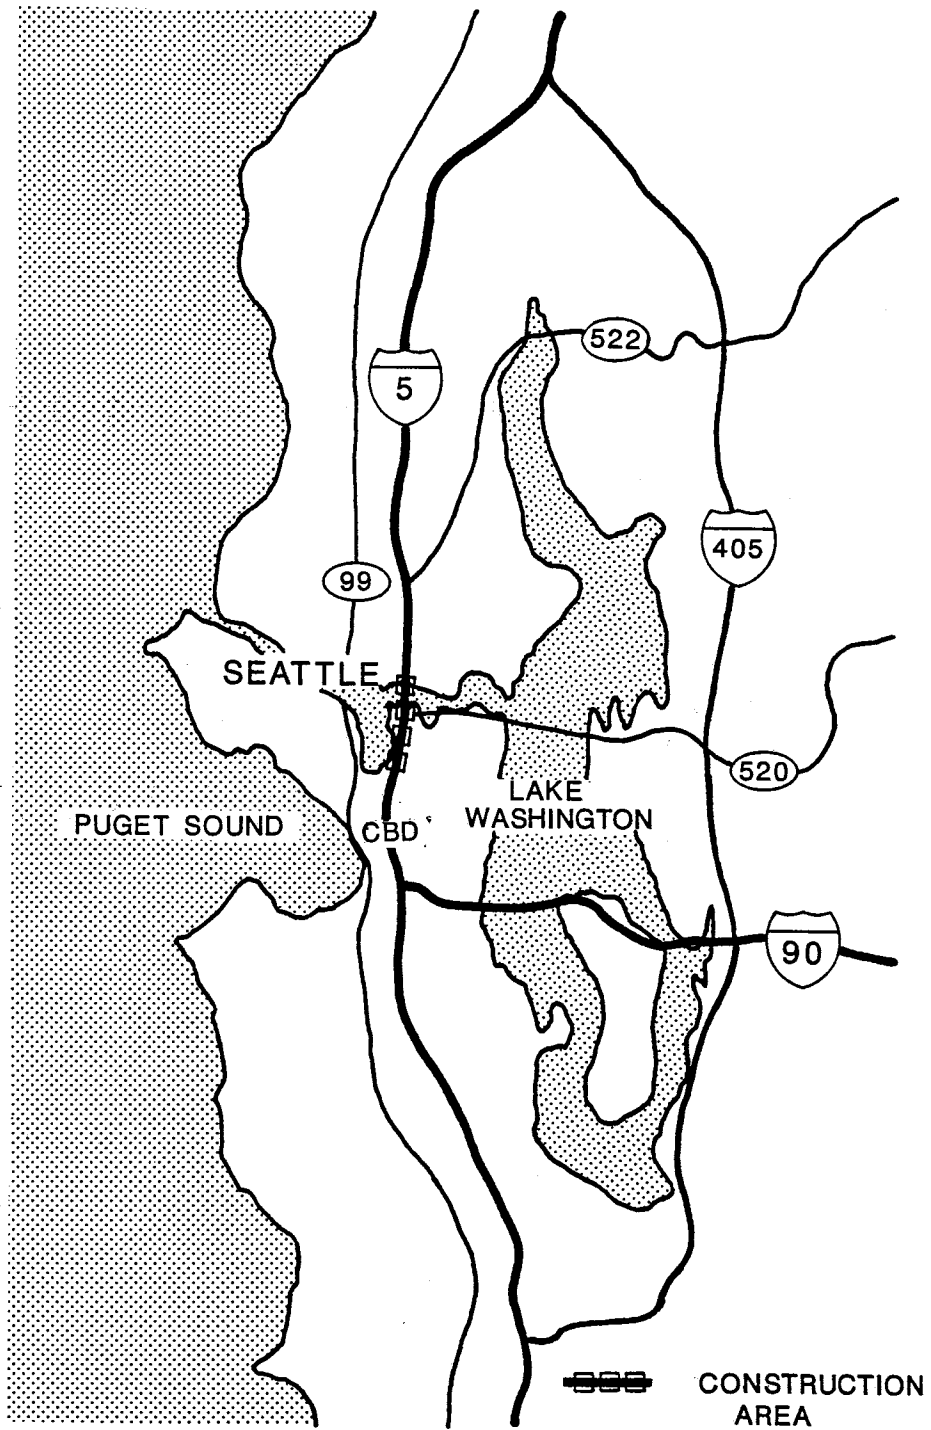 522
5
405
99
SEATTLE
520
LAKE
WASHINGTON
PUGET SOUND
CBD
90
CONSTRUCTION
AREA